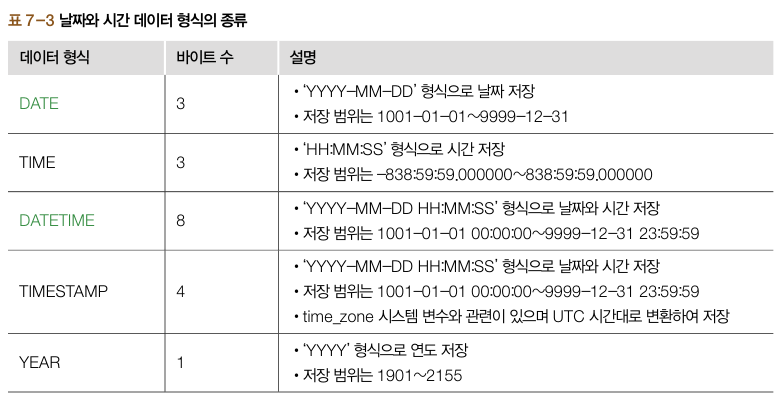 표 7-3 날짜와 시간 데이터 형식의 종류
데이터 형식 바이트 수 설명
DATE 3 • 'YYYY-MM-DD' 형식으로 날짜 저장
• 저장 범위는 1001-01-01~9999-12-31
TIME 3 • 'HH:MM:SS' 형식으로 시간 저장
• 저장 범위는 -838:59:59.000000~838:59:59.000000
DATETIME 8 • 'YYYY-MM-DD HH:MM:SS' 형식으로 날짜와 시간 저장
• 저장 범위는 1001-01-01 00:00:00~9999-12-31 23:59:59
TIMESTAMP 4 • 'YYYY-MM-DD HH:MM:SS' 형식으로 날짜와 시간 저장
• 저장 범위는 1001-01-01 00:00:00~9999-12-31 23:59:59
• time_zone 시스템 변수와 관련이 있으며 UTC 시간대로 변환하여 저장
YEAR 1 • 'YYYY' 형식으로 연도 저장
• 저장 범위는 1901~2155